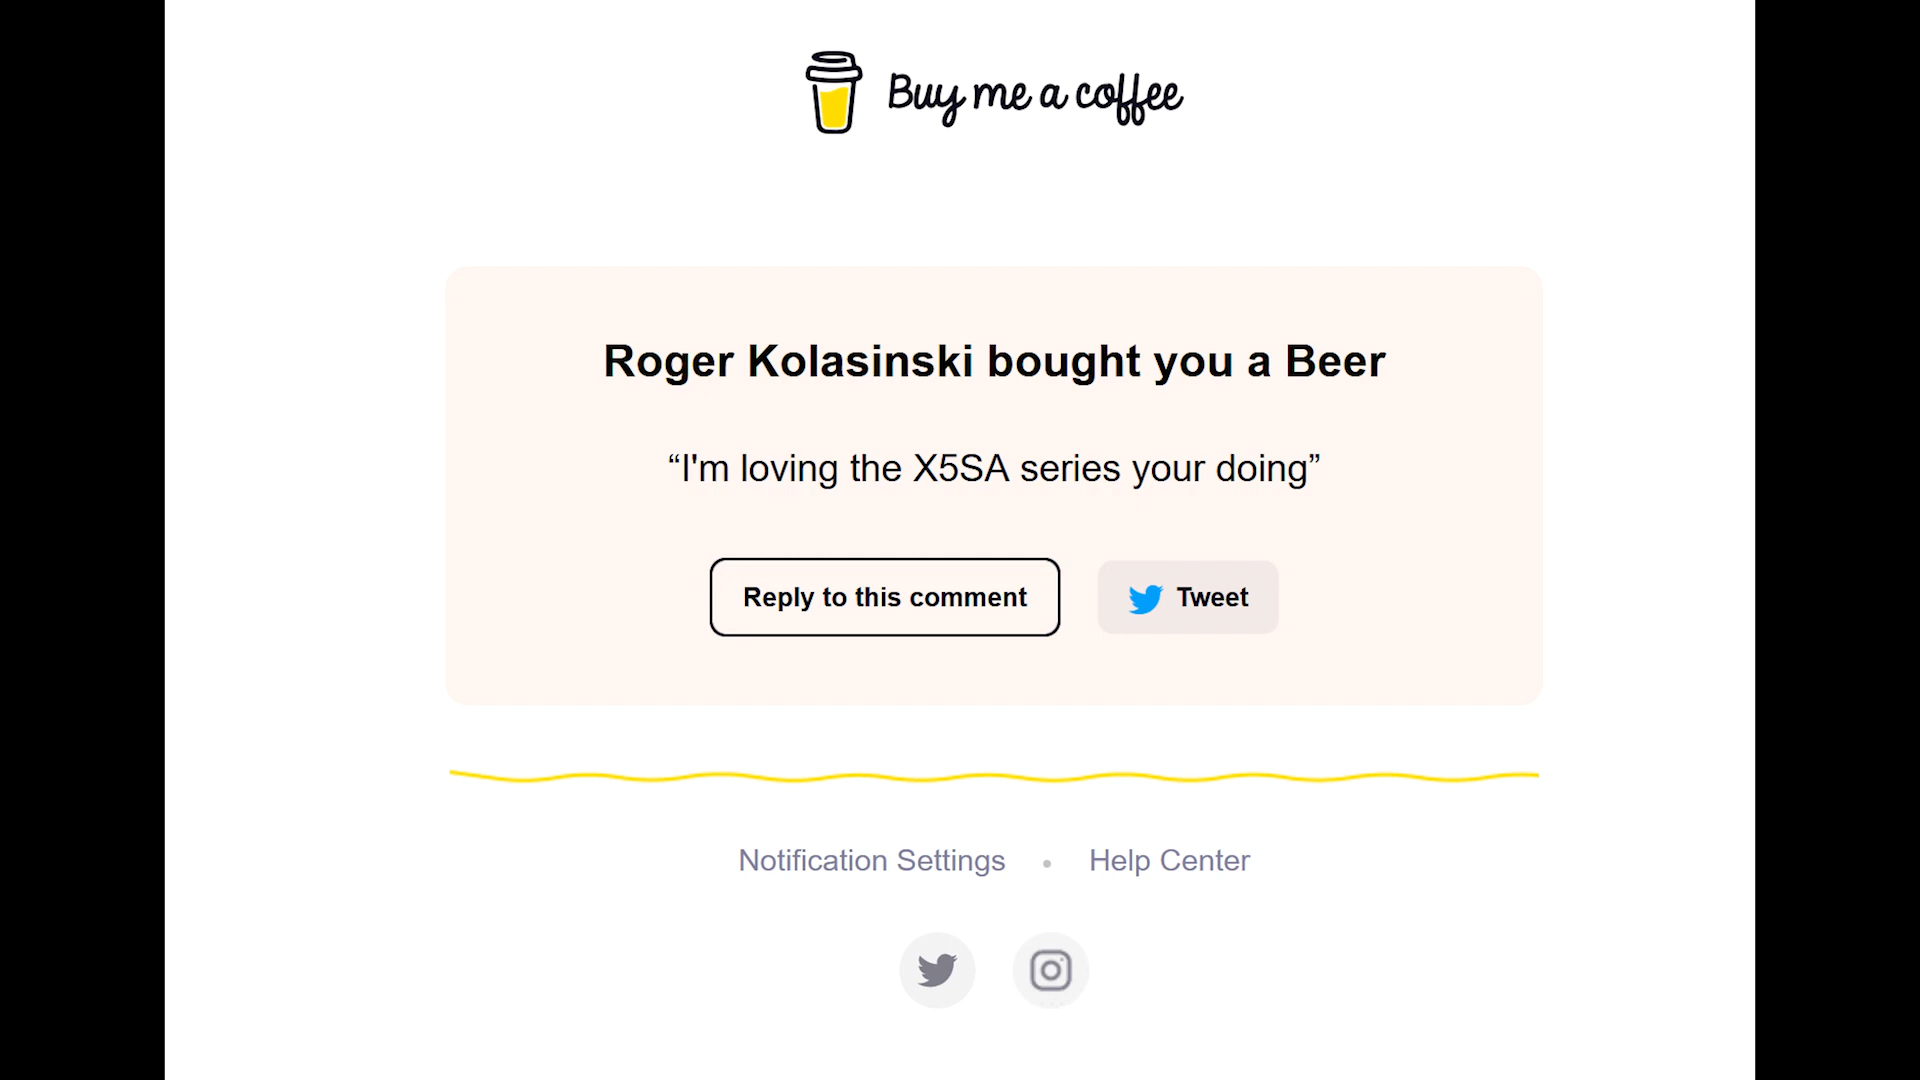 Buy me a coffee
Roger Kolasinski bought you a Beer
“I'm loving the X5SA series your doing”
Reply to this comment
Tweet
Notification Settings • Help Center